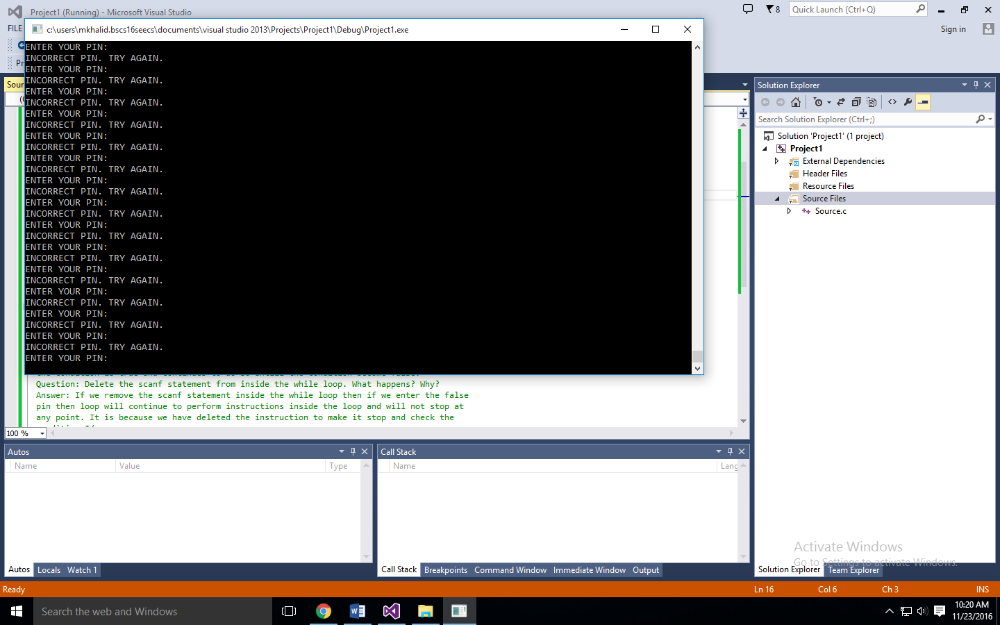 Project1 (Running) - Microsoft Visual Studio
8
Quick Launch (Ctrl+Q)
FILE
Sign in
c:\users\mkhalid.bscs16seecs\documents\visual studio 2013\Projects\Project1\Debug\Project1.exe
ENTER YOUR PIN:
INCORRECT PIN. TRY AGAIN.
ENTER YOUR PIN:
INCORRECT PIN. TRY AGAIN.
ENTER YOUR PIN:
INCORRECT PIN. TRY AGAIN.
ENTER YOUR PIN:
INCORRECT PIN. TRY AGAIN.
ENTER YOUR PIN:
INCORRECT PIN. TRY AGAIN.
ENTER YOUR PIN:
INCORRECT PIN. TRY AGAIN.
ENTER YOUR PIN:
INCORRECT PIN. TRY AGAIN.
ENTER YOUR PIN:
INCORRECT PIN. TRY AGAIN.
ENTER YOUR PIN:
INCORRECT PIN. TRY AGAIN.
ENTER YOUR PIN:
INCORRECT PIN. TRY AGAIN.
ENTER YOUR PIN:
INCORRECT PIN. TRY AGAIN.
ENTER YOUR PIN:
INCORRECT PIN. TRY AGAIN.
ENTER YOUR PIN:
INCORRECT PIN. TRY AGAIN.
ENTER YOUR PIN:
INCORRECT PIN. TRY AGAIN.
ENTER YOUR PIN:
Question: Delete the scanf statement from inside the while loop. What happens? Why?
Answer: If we remove the scanf statement inside the while loop then if we enter the false
pin then loop will continue to perform instructions inside the loop and will not stop at
any point. It is because we have deleted the instruction to make it stop and check the
100 %
Solution Explorer
Search Solution Explorer (Ctrl+;)
Solution 'Project1' (1 project)
Project1
External Dependencies
Header Files
Resource Files
Source Files
Source.c
Autos
Name Value Type
Autos Locals Watch 1
Call Stack
Name Lang
Call Stack Breakpoints Command Window Immediate Window Output
Activate Windows
Go to Settings to activate Windows.
Solution Explorer Team Explorer
Ready
Ln 16 Col 6 Ch 3 INS
Search the web and Windows
10:20 AM
11/23/2016